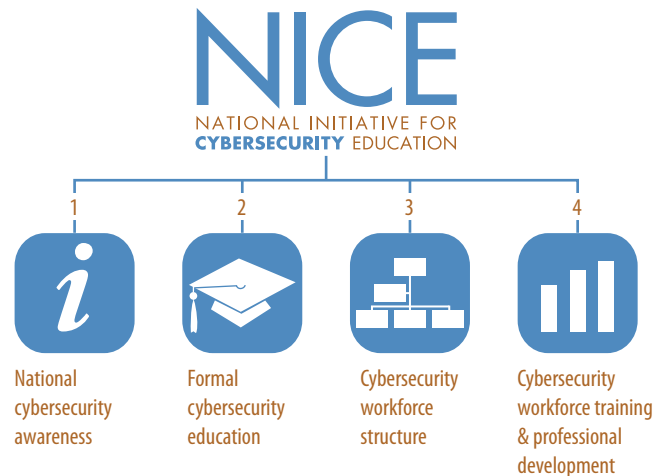 NICE
NATIONAL INITIATIVE FOR
CYBERSECURITY EDUCATION
1
2
3
4
i
National
cybersecurity
awareness
Formal
cybersecurity
education
Cybersecurity
workforce
structure
Cybersecurity
workforce training
& professional
development